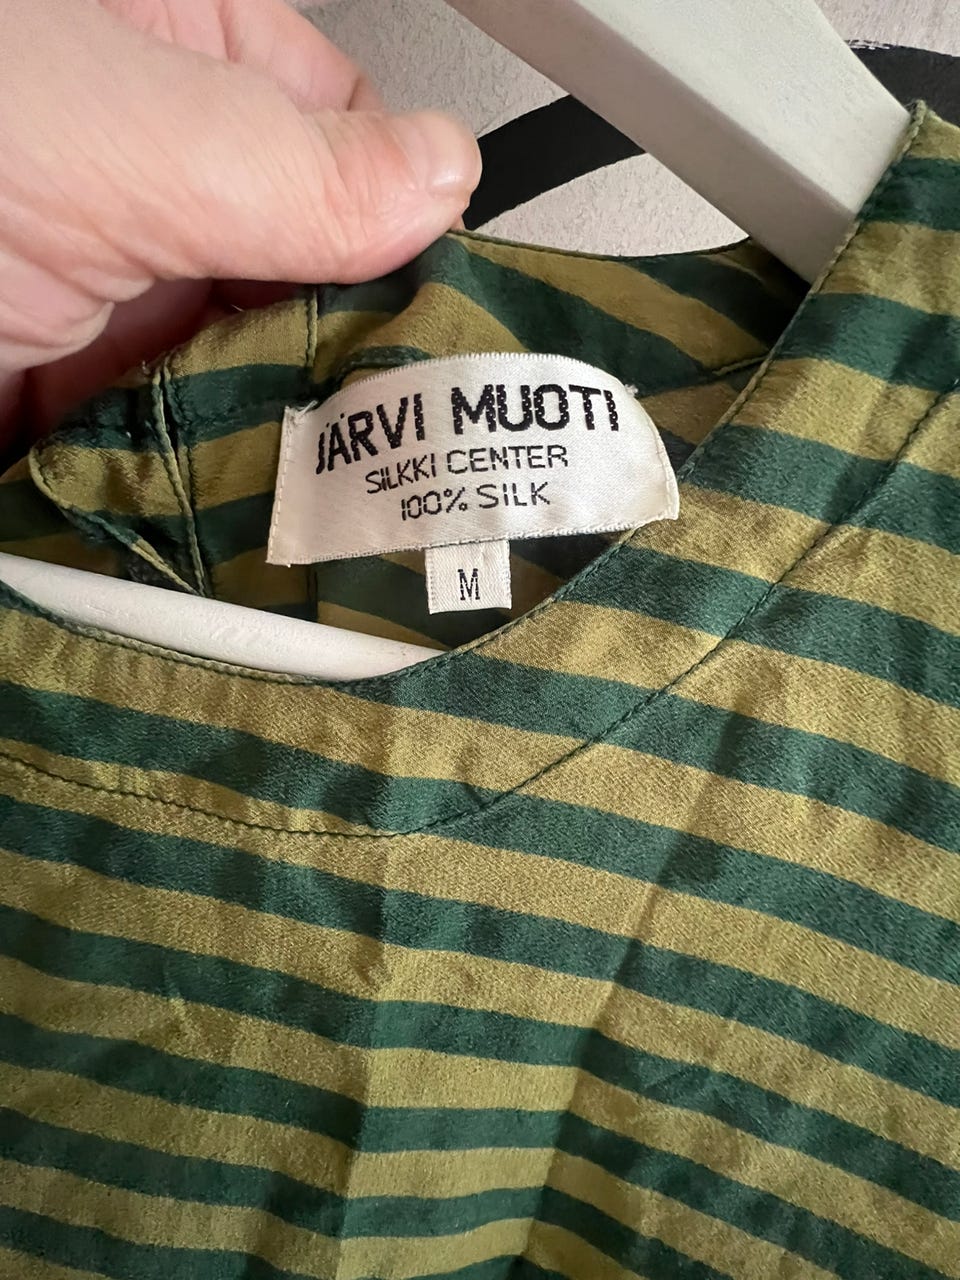 JÄRVI MUOTI
SILKKI CENTER
100% SILK
M